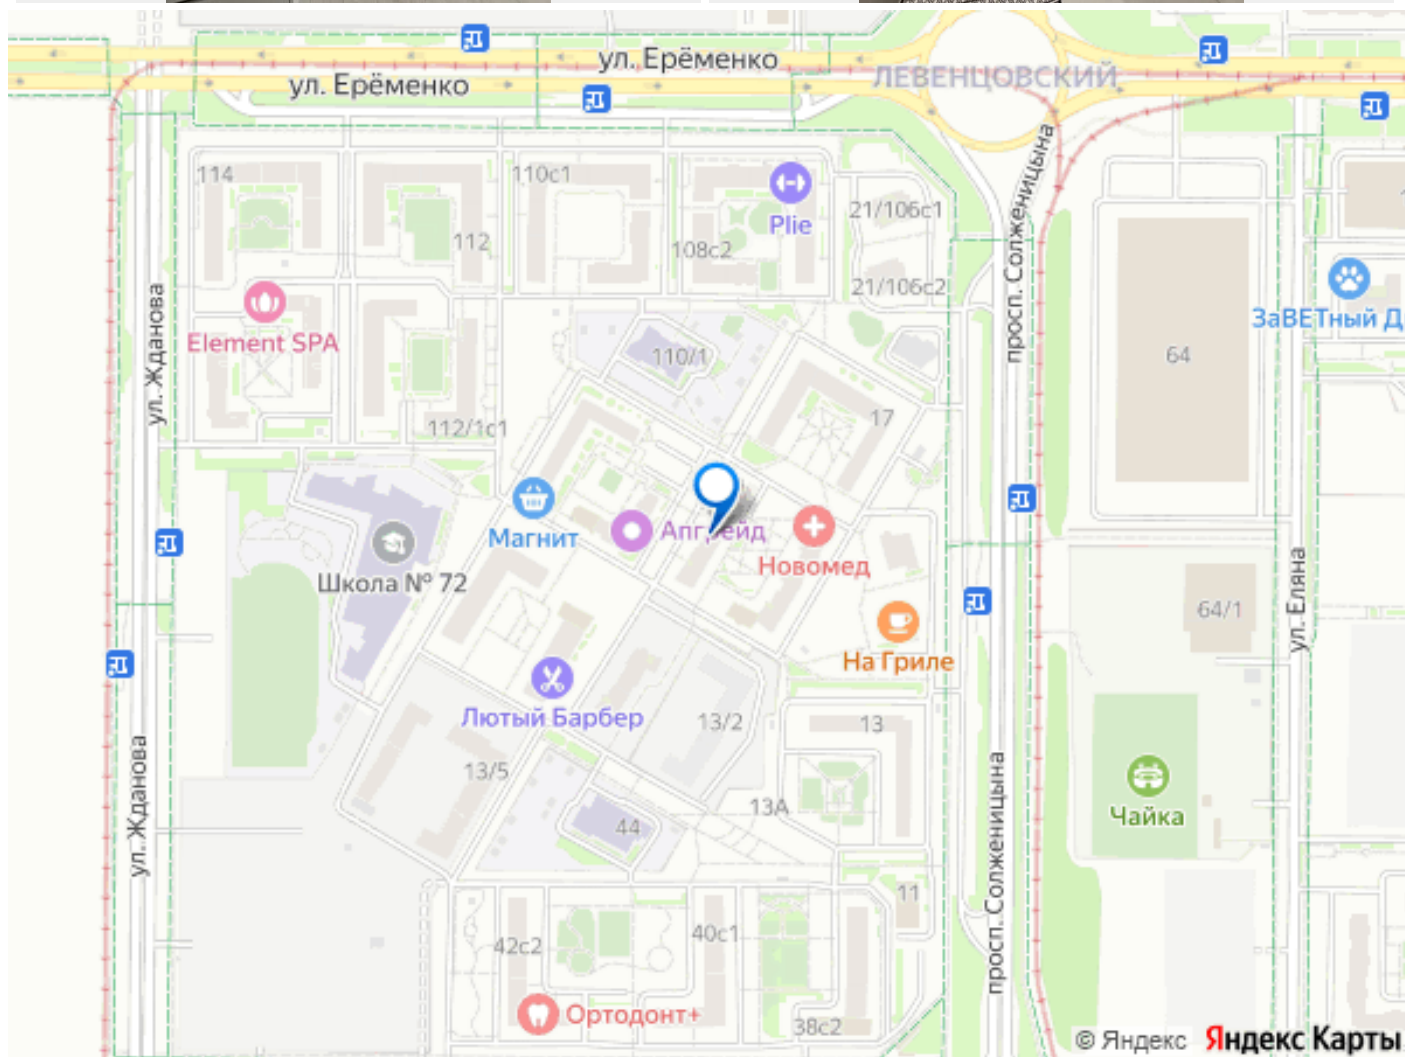 ул. Ерёменко
ул. Ерёменко
ЛЕВЕНЦОВСКИЙ
114
110с1
112
108с2
Plie
21/106с1
21/106с2
просп. Солженицына
ЗаВЕТный Д
Element SPA
ул. Жданова
110/1
64
17
112/1с1
Магнит
Апгрейд
Новомед
Школа № 72
64/1
ул. Еляна
На Гриле
Лютый Барбер
13/2
13
13/5
13А
44
Чайка
ул. Жданова
просп. Солженицына
11
42с2
40с1
Ортодонт+
38с2
© Яндекс Яндекс Карты